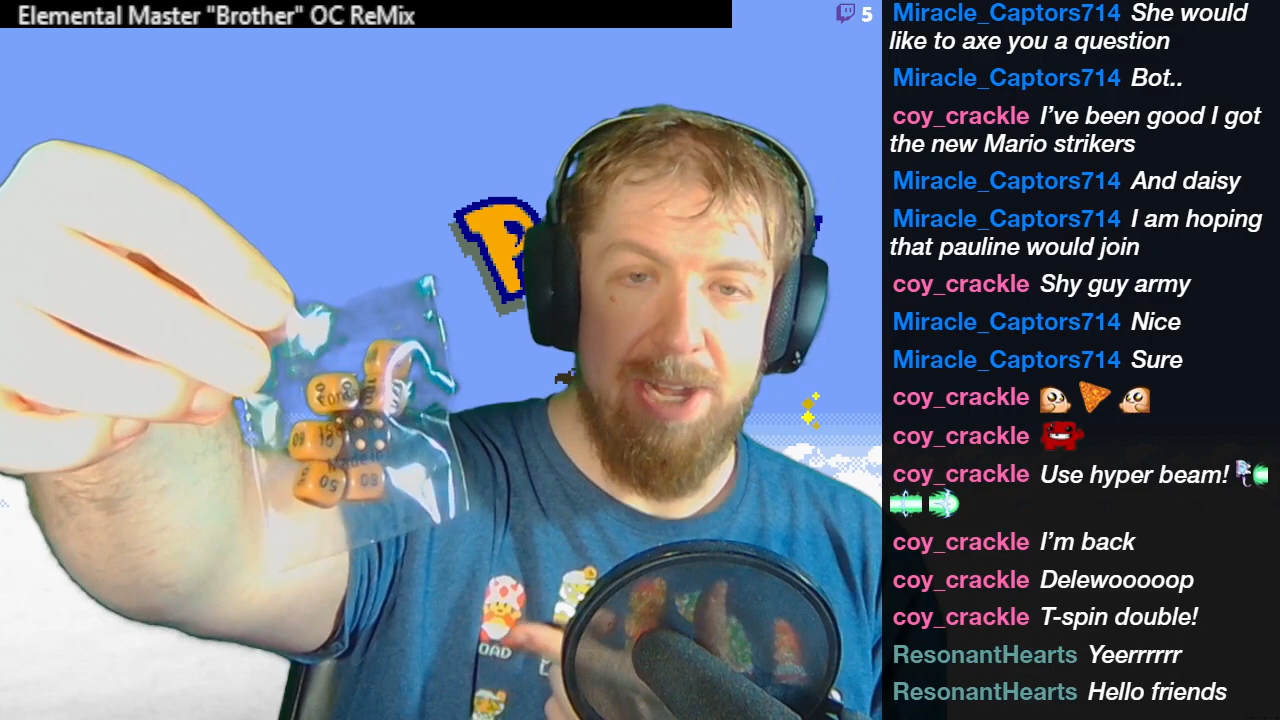 Elemental Master "Brother" OC ReMix
5
P
50
OAD
Miracle_Captors714 She would
like to axe you a question
Miracle_Captors714 Bot..
coy_crackle I've been good I got
the new Mario strikers
Miracle_Captors714 And daisy
Miracle_Captors714 I am hoping
that pauline would join
coy_crackle Shy guy army
Miracle_Captors714 Nice
Miracle_Captors714 Sure
coy_crackle
coy_crackle
coy_crackle Use hyper beam!
coy_crackle I'm back
coy_crackle Delewooooop
coy_crackle T-spin double!
ResonantHearts Yeerrrrrr
ResonantHearts Hello friends